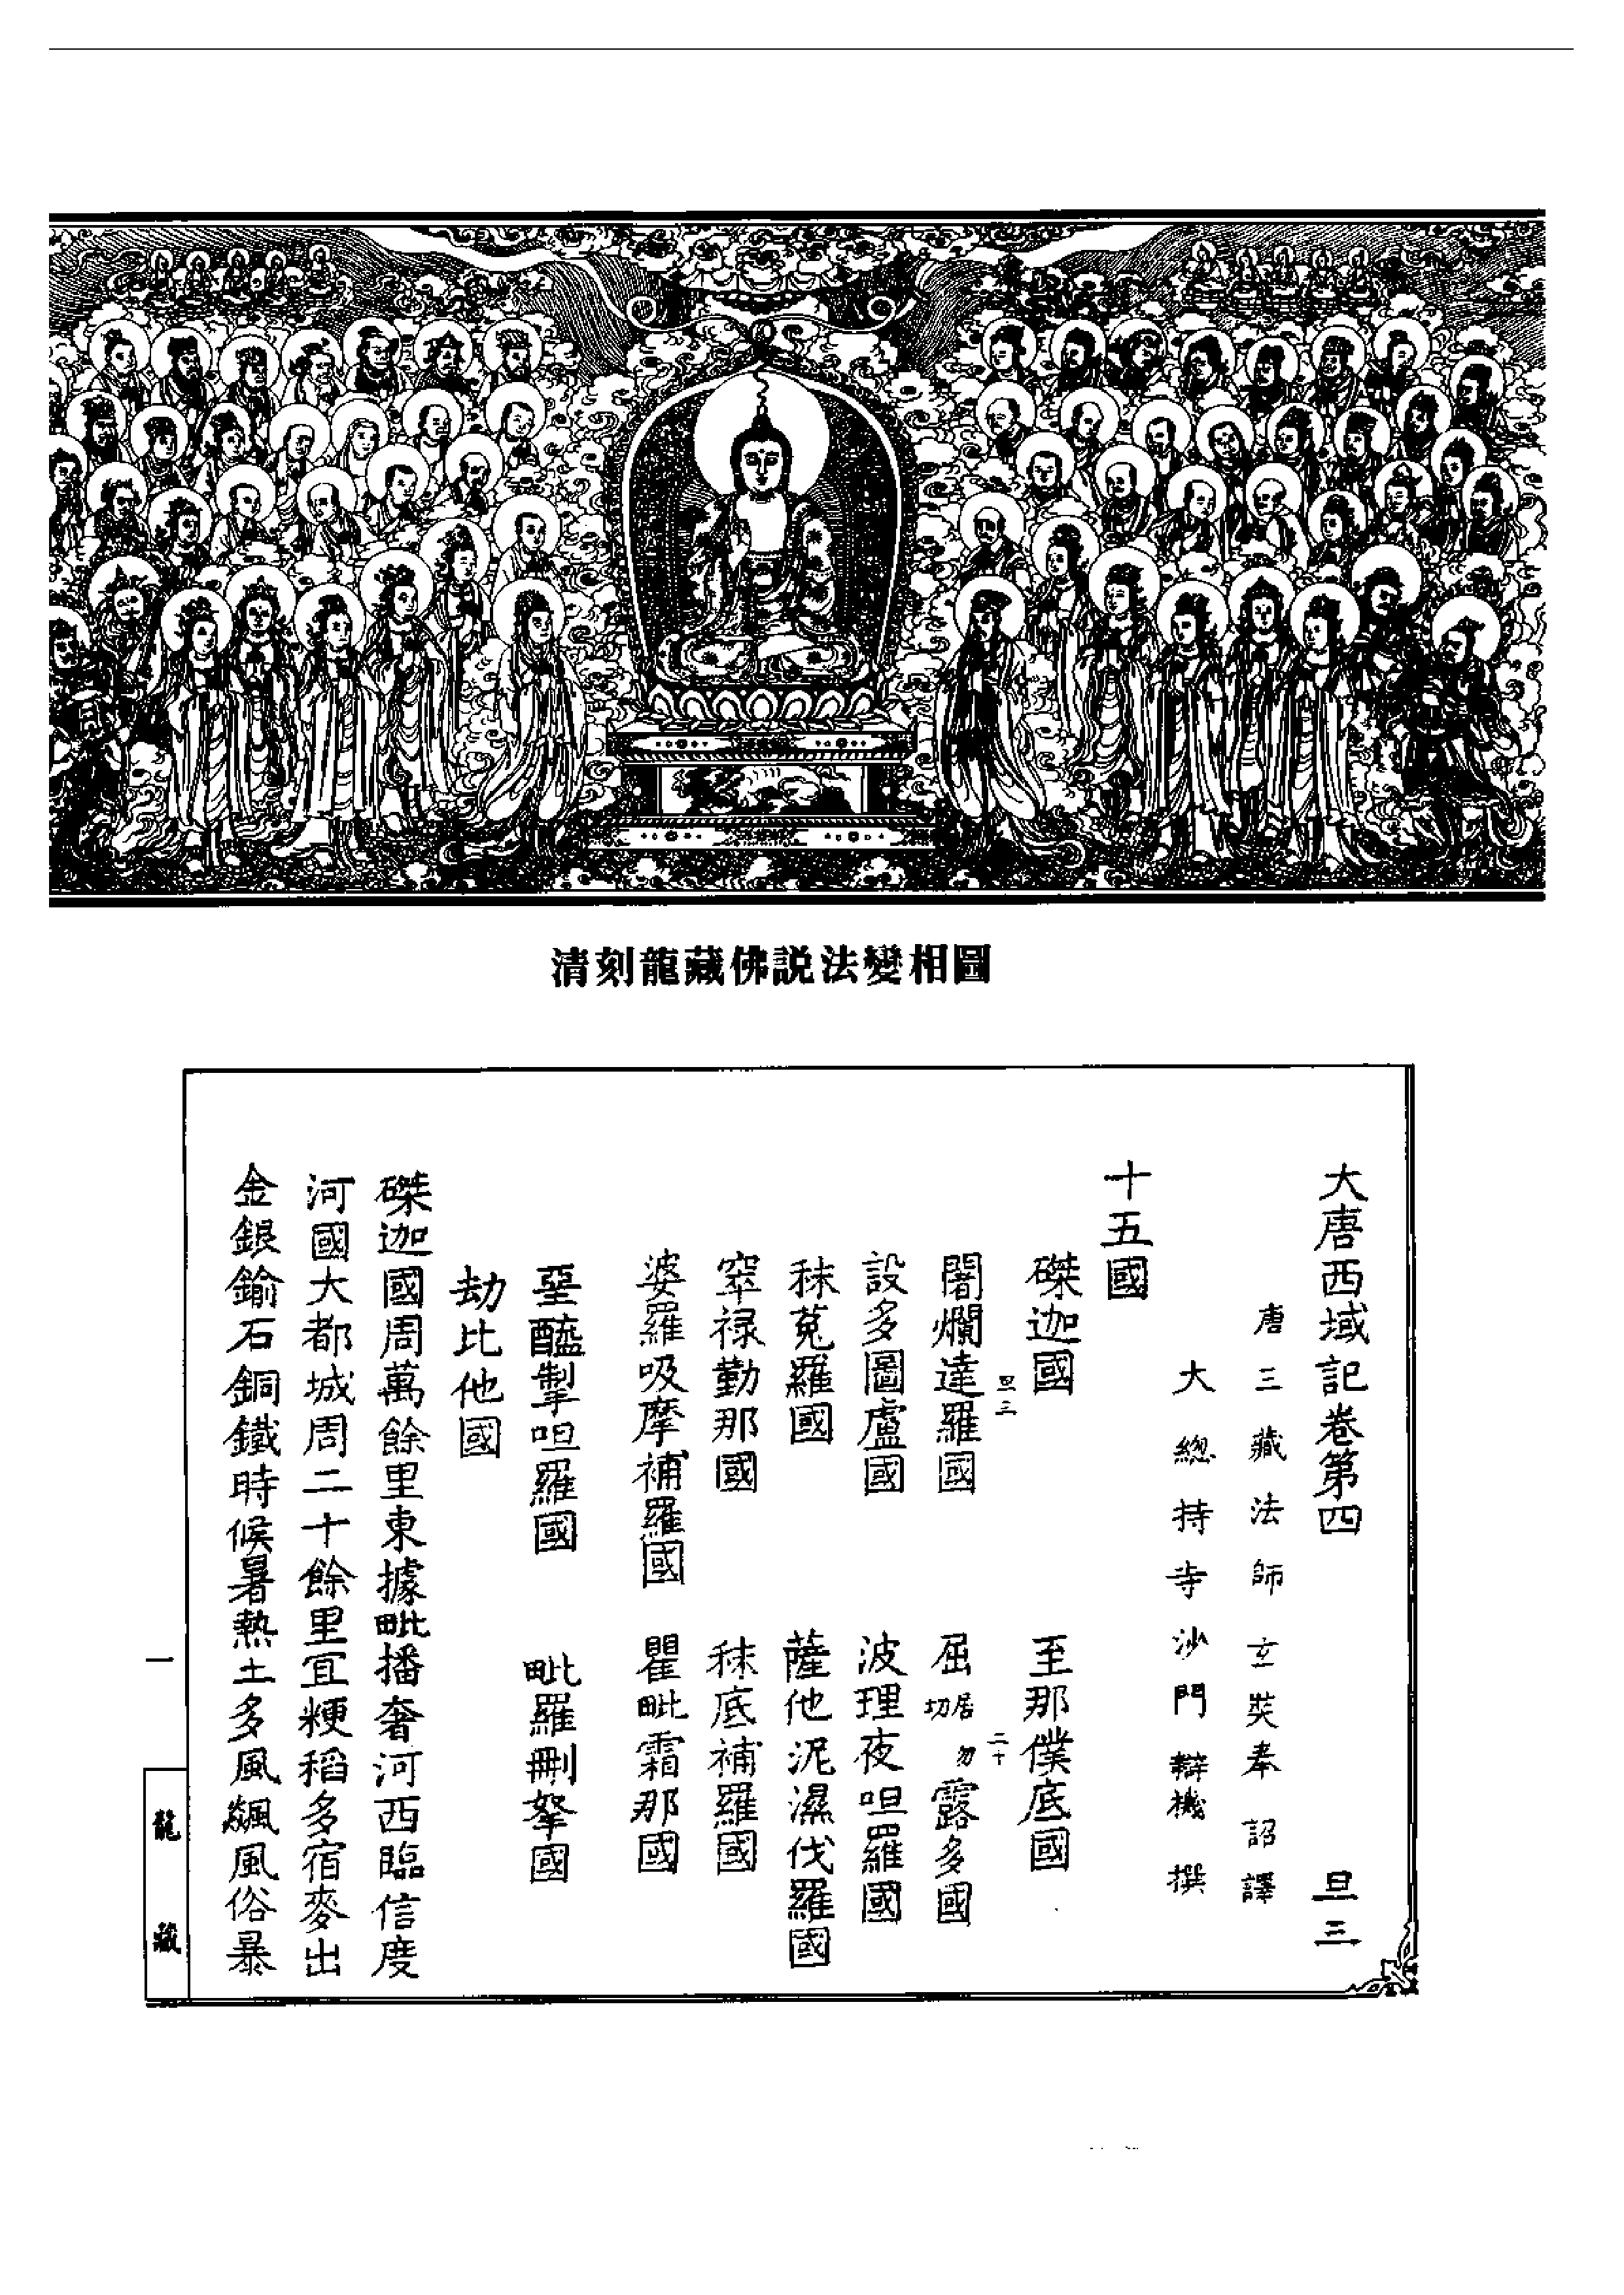 清刻龍藏佛説法變相圖
大唐西域記卷第四 旦三
唐三藏法師玄奘奉 詔譯
大總持寺沙門辯機撰
十五國
磔迦國 至那僕底國
旦三 二十
闍爛達羅國 屈居勿切露多國
設多圖盧國 波理夜呾羅國
秣菟羅國 薩他泥濕伐羅國
窣祿勤那國 秣底補羅國
婆羅吸摩補羅國 瞿毗霜那國
堊醯掣呾羅國 毗羅刪拏國
劫比他國
磔迦國周萬餘里東據毗播奢河西臨信度
河國大都城周二十餘里宜粳稻多宿麥出
金銀鍮石銅鐵時候暑熱土多風飆風俗暴
一
龍藏